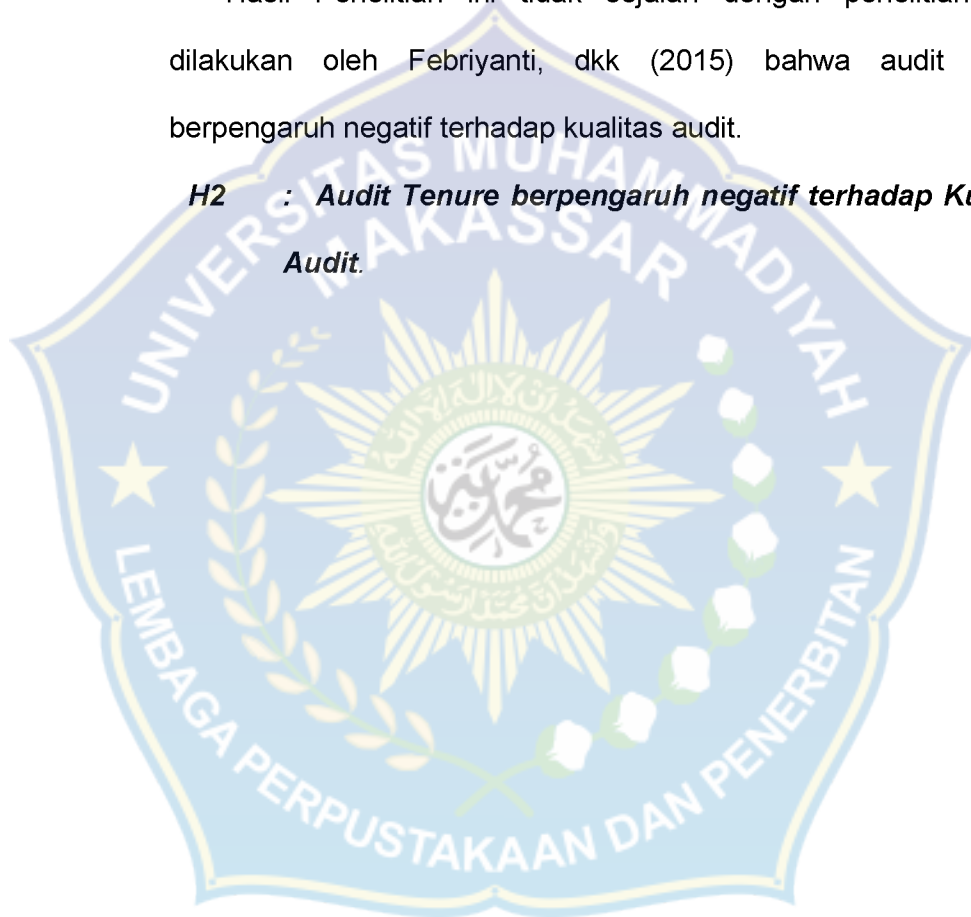 Hasil Penelitian ini tidak sejalan dengan penelitian
dilakukan oleh Febriyanti, dkk (2015) bahwa audit
berpengaruh negatif terhadap kualitas audit.
H2 : Audit Tenure berpengaruh negatif terhadap
Audit.
UNIVERSITAS MUHAMMADIYAH
MAKASSAR
LEMBAGA PERPUSTAKAAN DAN PENERBITAN